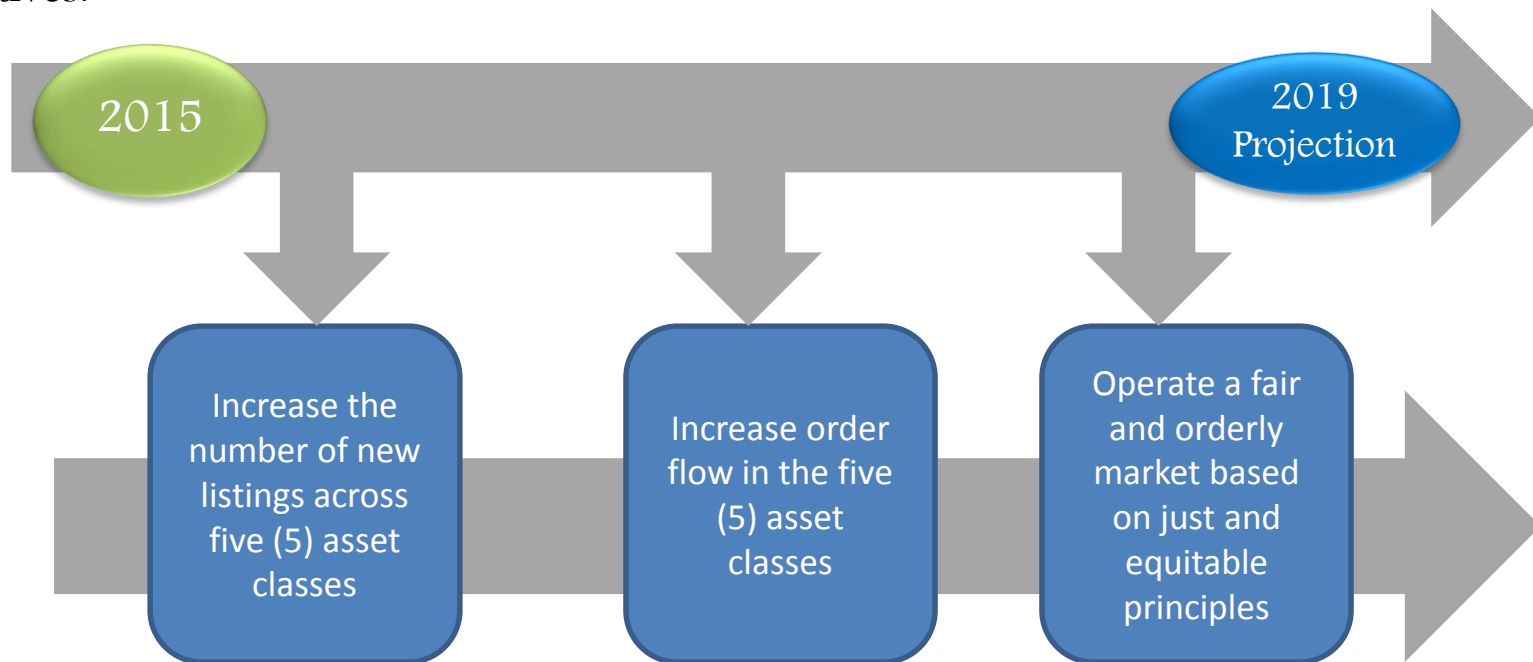 2015
2019
Projection
Increase the
number of new
listings across
five (5) asset
classes
Increase order
flow in the five
(5) asset
classes
Operate a fair
and orderly
market based
on just and
equitable
principles